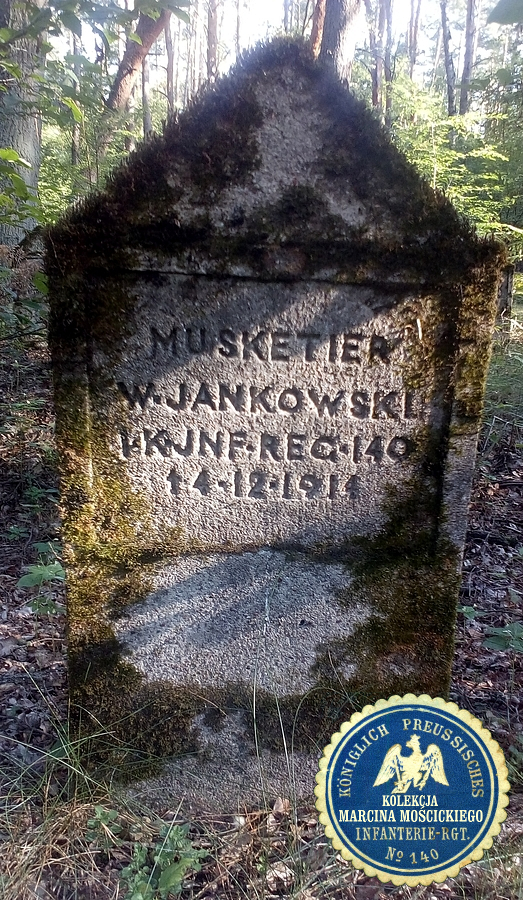 MUSKETIER
W·JANKOWSKI
1·K·JNF·REG·140
14·12·1914
KÖNIGLICH PREUSSISCHES
KOLEKCJA
MARCINA MOŚCICKIEGO
INFANTERIE-RGT.
No 140